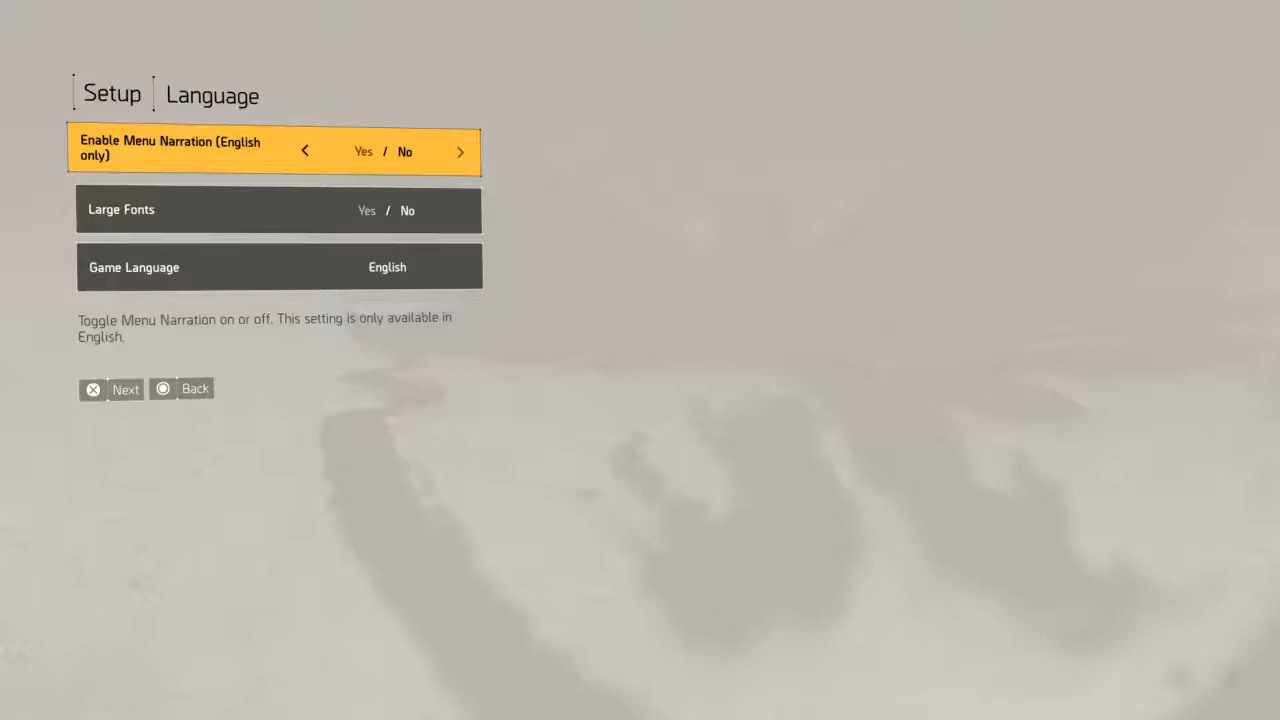 Setup Language
Enable Menu Narration (English
only)
Yes / No
Large Fonts Yes / No
Game Language English
Toggle Menu Narration on or off. This setting is only available in
English.
Next Back